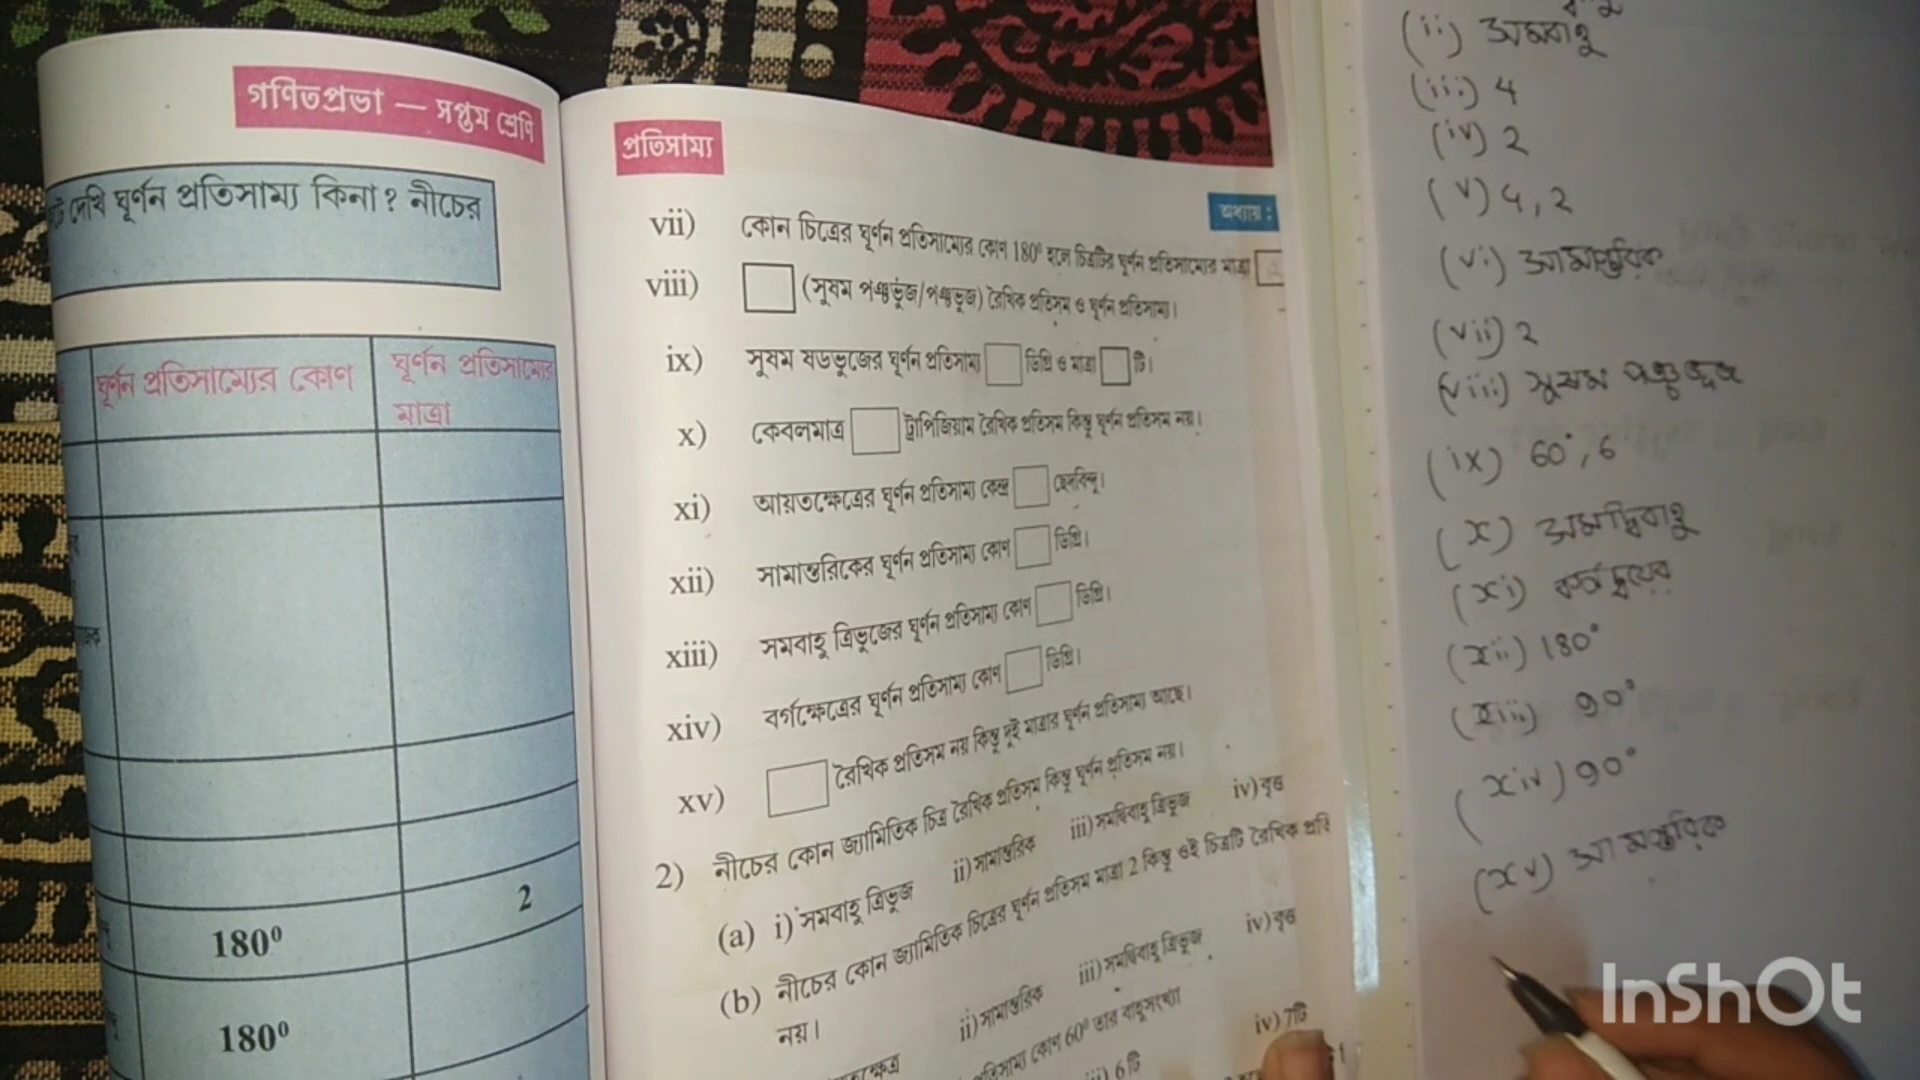 গণিতপ্রভা — সপ্তম শ্রেণি
দেখি ঘূর্ণন প্রতিসাম্য কিনা? নীচের
ঘূর্ণন প্রতিসাম্যের কোণ
ঘূর্ণন প্রতিসাম্যের
মাত্রা
2
180⁰
180⁰
প্রতিসাম্য
অধ্যায় :
vii) কোন চিত্রের ঘূর্ণন প্রতিসাম্যের কোণ 180⁰ হলে চিত্রটির ঘূর্ণন প্রতিসাম্যের মাত্রা
viii) (সুষম পঞ্চভুজ/পঞ্চভুজ) রৈখিক প্রতিসম ও ঘূর্ণন প্রতিসাম্য।
ix) সুষম ষড়ভুজের ঘূর্ণন প্রতিসাম্য ডিগ্রি ও মাত্রা টি।
x) কেবলমাত্র ট্রাপিজিয়াম রৈখিক প্রতিসম কিন্তু ঘূর্ণন প্রতিসম নয়।
xi) আয়তক্ষেত্রের ঘূর্ণন প্রতিসাম্য কেন্দ্র ছেদবিন্দু।
xii) সামান্তরিকের ঘূর্ণন প্রতিসাম্য কোণ ডিগ্রি।
xiii) সমবাহু ত্রিভুজের ঘূর্ণন প্রতিসাম্য কোণ ডিগ্রি।
xiv) বর্গক্ষেত্রের ঘূর্ণন প্রতিসাম্য কোণ ডিগ্রি।
xv) রৈখিক প্রতিসম নয় কিন্তু দুই মাত্রার ঘূর্ণন প্রতিসাম্য আছে।
2) নীচের কোন জ্যামিতিক চিত্র রৈখিক প্রতিসম কিন্তু ঘূর্ণন প্রতিসম নয়।
(a) i) সমবাহু ত্রিভুজ ii) সামান্তরিক iii) সমদ্বিবাহু ত্রিভুজ iv) বৃত্ত
(b) নীচের কোন জ্যামিতিক চিত্রের ঘূর্ণন প্রতিসম মাত্রা 2 কিন্তু ওই চিত্রটি রৈখিক প্রতি
নয়।
ii) সামান্তরিক iii) সমদ্বিবাহু ত্রিভুজ iv) বৃত্ত
কোণ 60⁰ তার বাহুসংখ্যা
6 টি iv) 7টি
(ii) সমবাহু
(iii) 4
(iv) 2
(v) 4, 2
(vi) সামান্তরিক
(vii) 2
(viii) সুষম পঞ্চভুজ
(ix) 60°, 6
(x) সমদ্বিবাহু
(xi) কর্ণদ্বয়ের
(xii) 180°
(xiii) 90°
(xiv) 90°
(xv) সামান্তরিক
InShOt